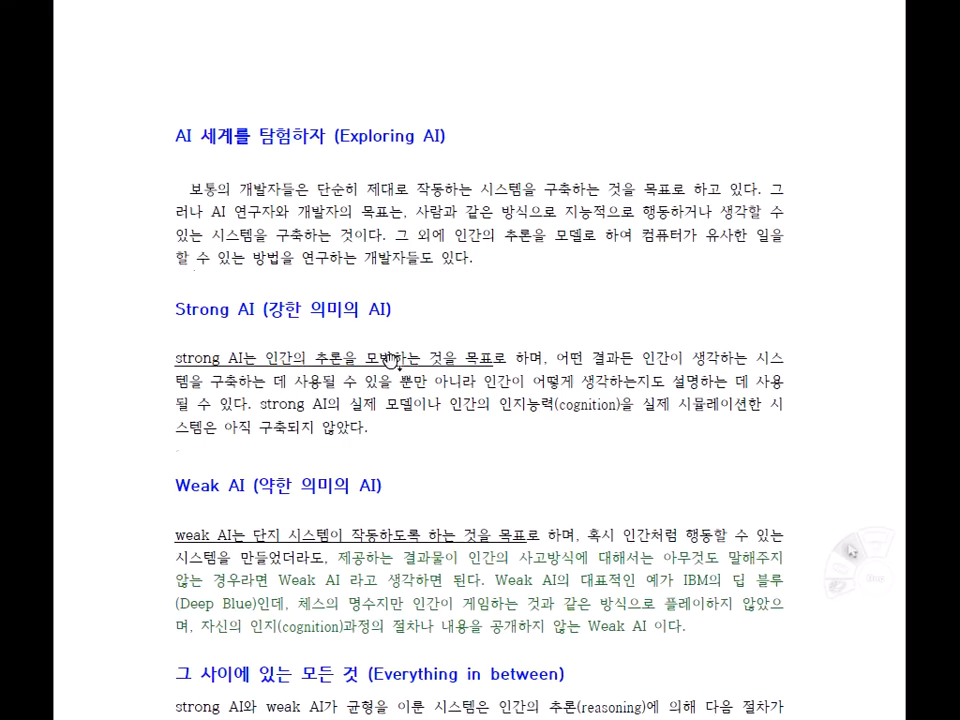 AI 세계를 탐험하자 (Exploring AI)
보통의 개발자들은 단순히 제대로 작동하는 시스템을 구축하는 것을 목표로 하고 있다. 그
러나 AI 연구자와 개발자의 목표는, 사람과 같은 방식으로 지능적으로 행동하거나 생각할 수
있는 시스템을 구축하는 것이다. 그 외에 인간의 추론을 모델로 하여 컴퓨터가 유사한 일을
할 수 있는 방법을 연구하는 개발자들도 있다.
Strong AI (강한 의미의 AI)
strong AI는 인간의 추론을 모방하는 것을 목표로 하며, 어떤 결과든 인간이 생각하는 시스
템을 구축하는 데 사용될 수 있을 뿐만 아니라 인간이 어떻게 생각하는지도 설명하는 데 사용
될 수 있다. strong AI의 실제 모델이나 인간의 인지능력(cognition)을 실제 시뮬레이션한 시
스템은 아직 구축되지 않았다.
Weak AI (약한 의미의 AI)
weak AI는 단지 시스템이 작동하도록 하는 것을 목표로 하며, 혹시 인간처럼 행동할 수 있는
시스템을 만들었더라도, 제공하는 결과물이 인간의 사고방식에 대해서는 아무것도 말해주지
않는 경우라면 Weak AI 라고 생각하면 된다. Weak AI의 대표적인 예가 IBM의 딥 블루
(Deep Blue)인데, 체스의 명수지만 인간이 게임하는 것과 같은 방식으로 플레이하지 않았으
며, 자신의 인지(cognition)과정의 절차나 내용을 공개하지 않는 Weak AI 이다.
그 사이에 있는 모든 것 (Everything in between)
strong AI와 weak AI가 균형을 이룬 시스템은 인간의 추론(reasoning)에 의해 다음 절차가